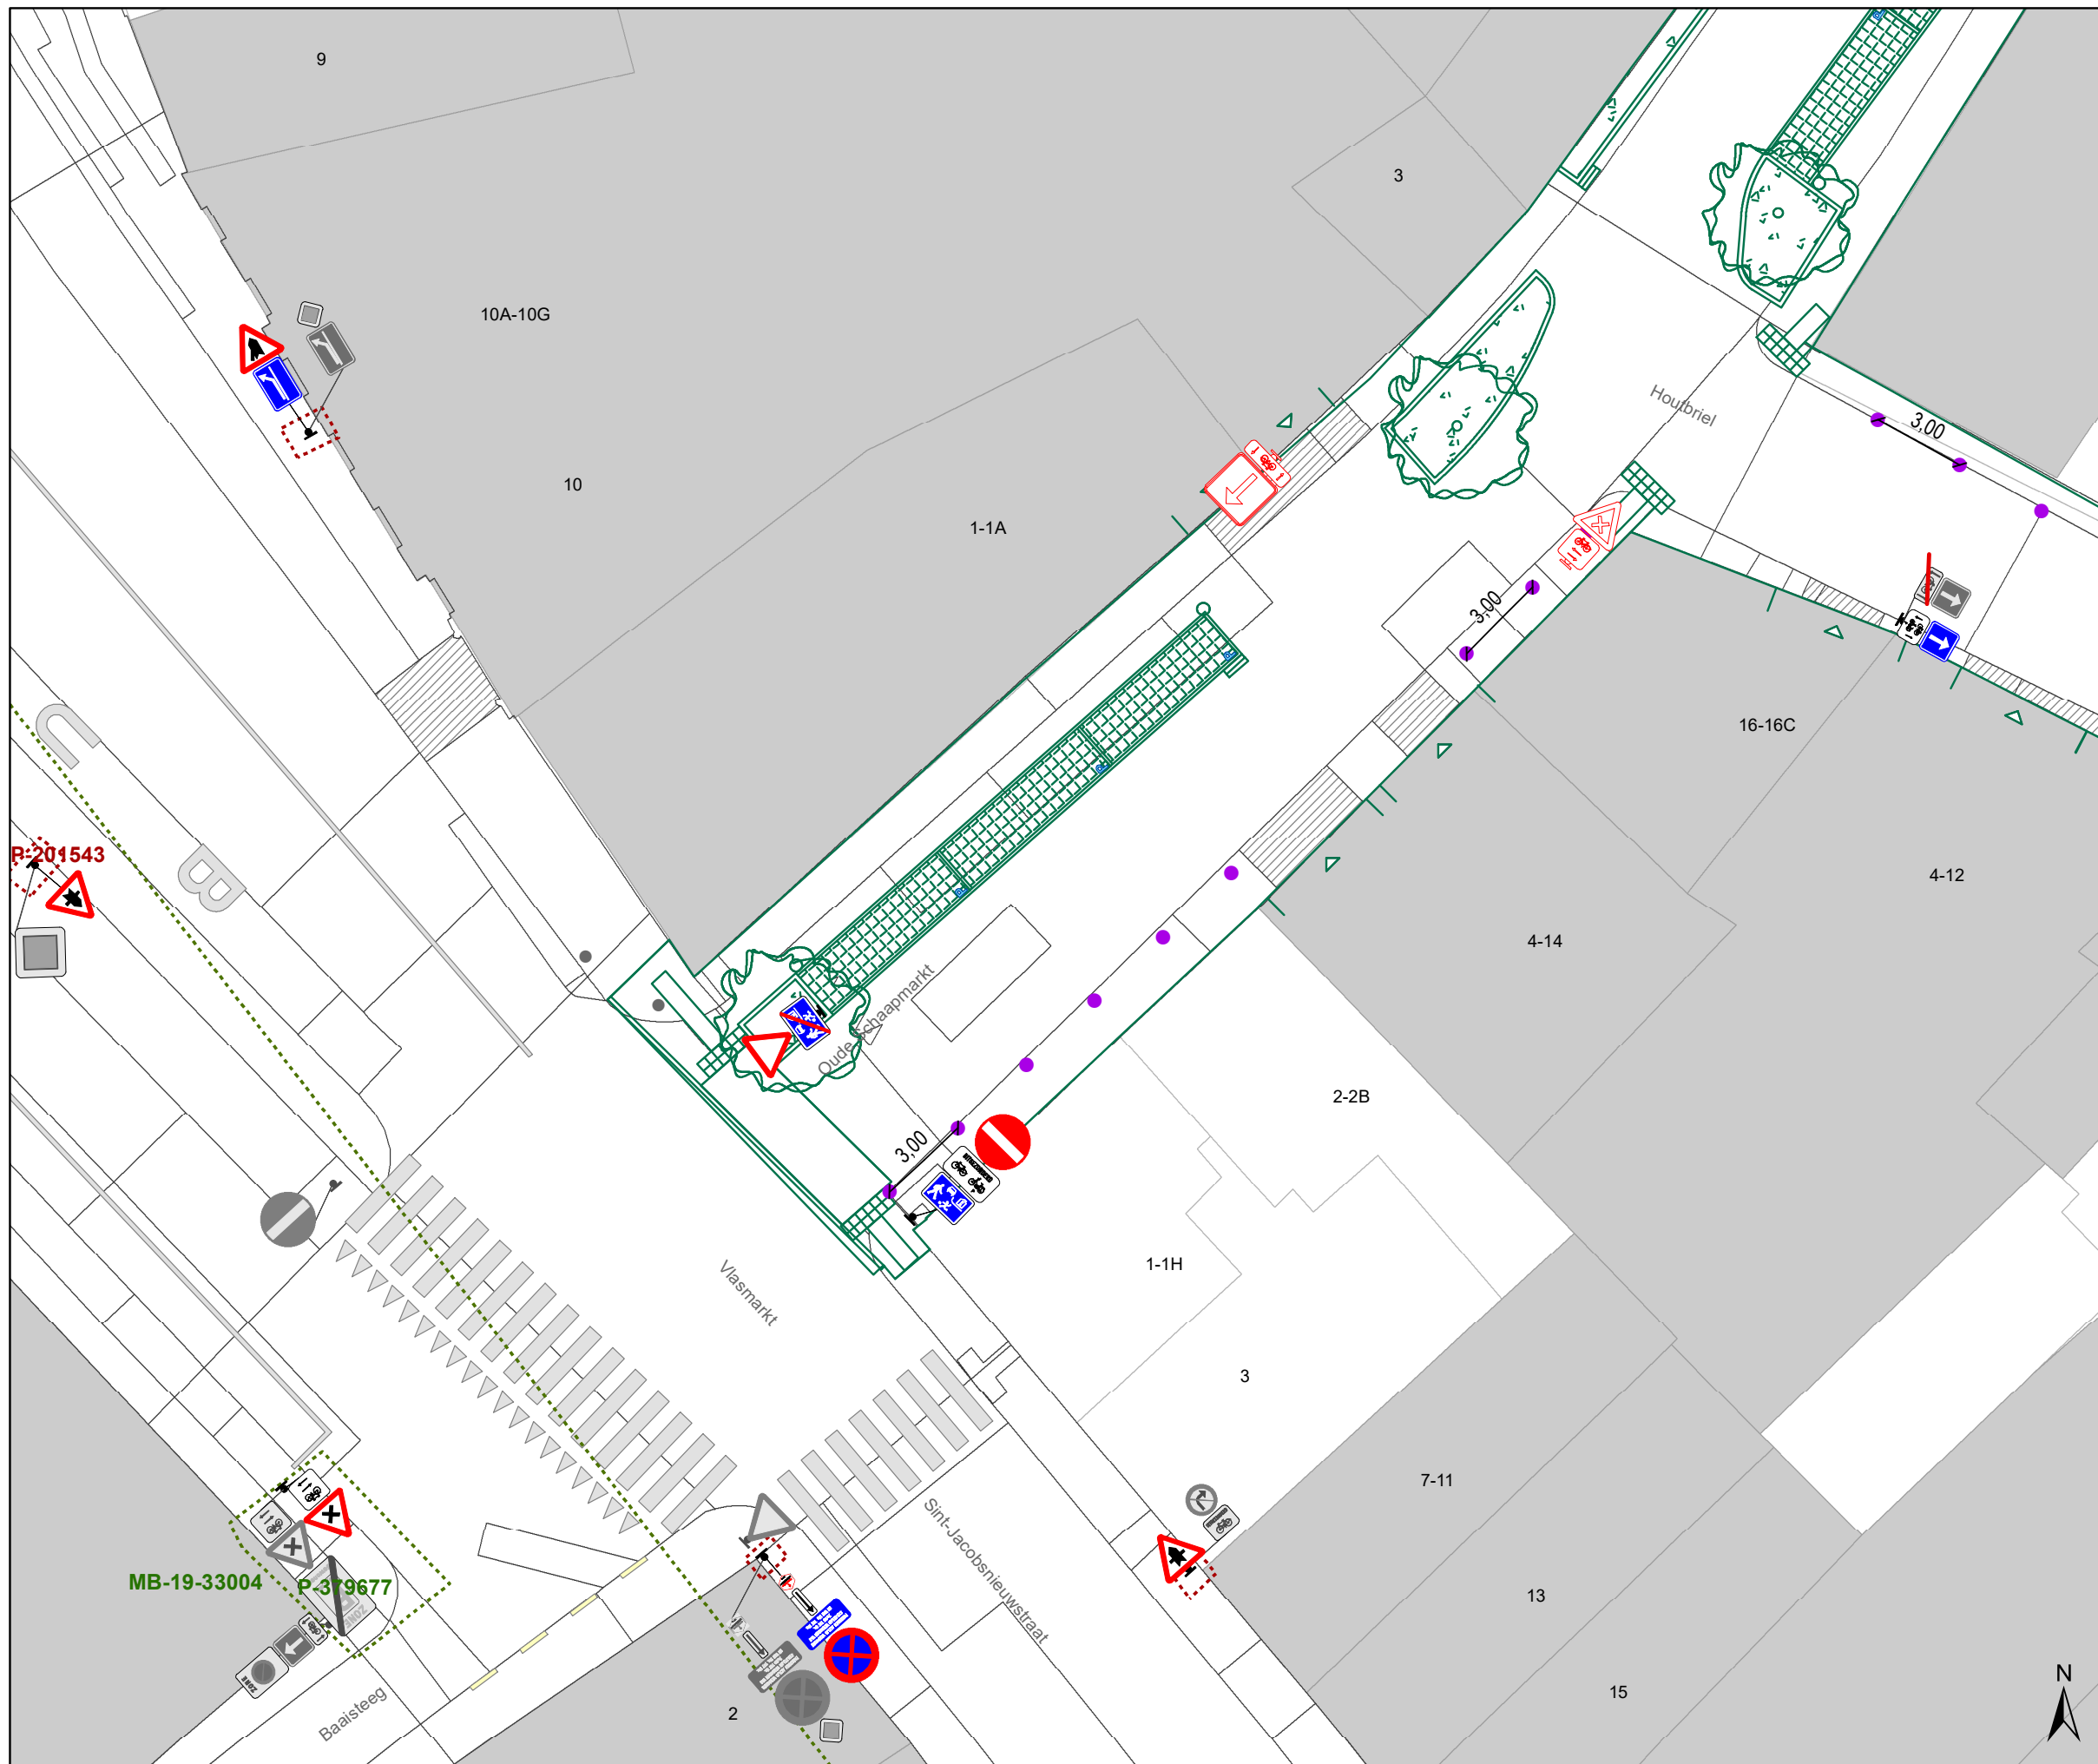 9
3
10A-10G
Houtbriel
3,00
10
1-1A
3,00
U
16-16C
B
P-201543
4-12
4-14
Oude Schaapmarkt
2-2B
3,00
1-1H
Vlasmarkt
3
7-11
Sint-Jacobsnieuwstraat
MB-19-33004
P-379677
13
ZONE
ZONE
N
15
2
Baaisteeg